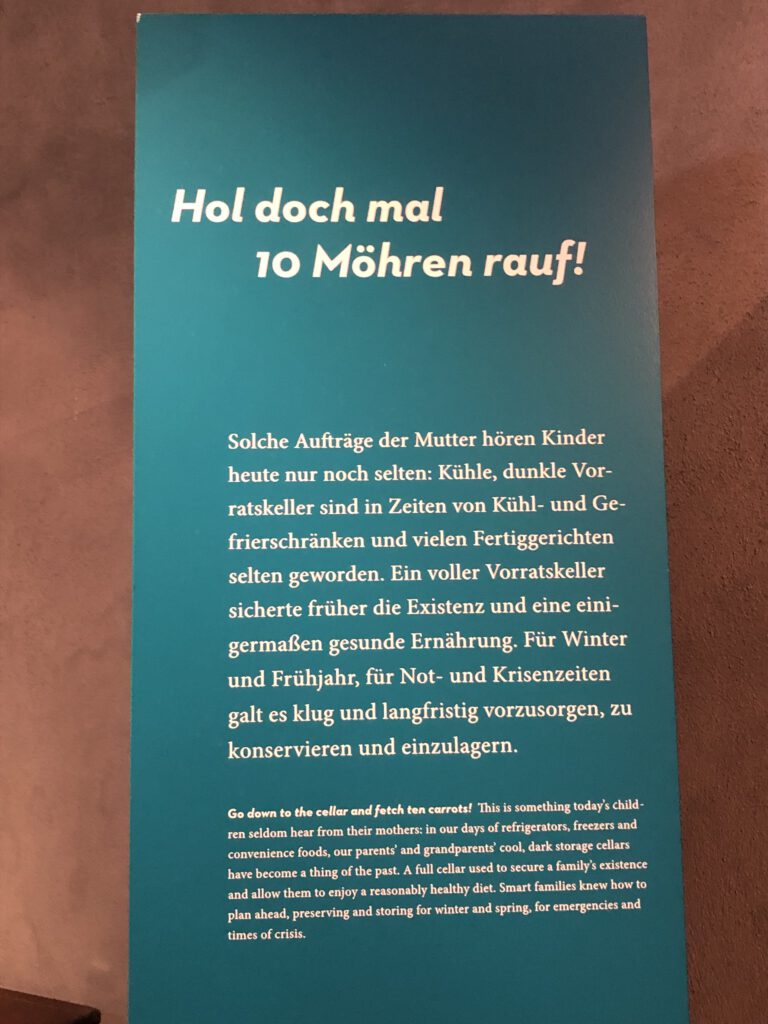 Hol doch mal
10 Möhren rauf!
Solche Aufträge der Mutter hören Kinder
heute nur noch selten: Kühle, dunkle Vor-
ratskeller sind in Zeiten von Kühl- und Ge-
frierschränken und vielen Fertiggerichten
selten geworden. Ein voller Vorratskeller
sicherte früher die Existenz und eine eini-
germaßen gesunde Ernährung. Für Winter
und Frühjahr, für Not- und Krisenzeiten
galt es klug und langfristig vorzusorgen, zu
konservieren und einzulagern.
Go down to the cellar and fetch ten carrots! This is something today's child-
ren seldom hear from their mothers: in our days of refrigerators, freezers and
convenience foods, our parents' and grandparents' cool, dark storage cellars
have become a thing of the past. A full cellar used to secure a family's existence
and allow them to enjoy a reasonably healthy diet. Smart families knew how to
plan ahead, preserving and storing for winter and spring, for emergencies and
times of crisis.